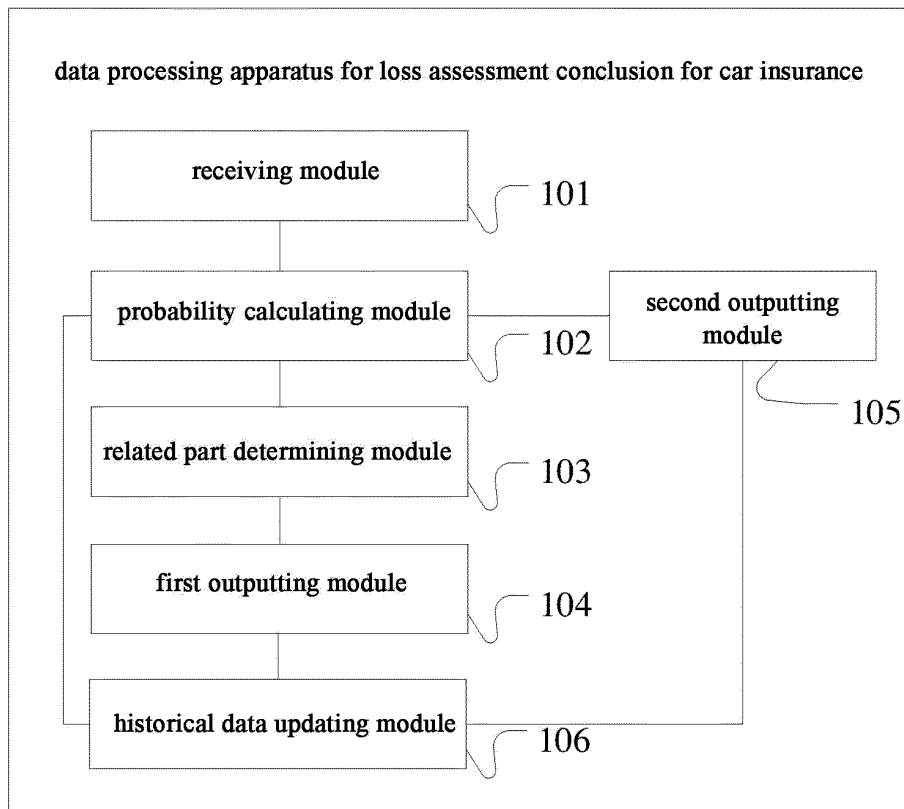 data processing apparatus for loss assessment conclusion for car insurance
receiving module
101
probability calculating module
102
second outputting
module
105
related part determining module
103
first outputting module
104
historical data updating module
106